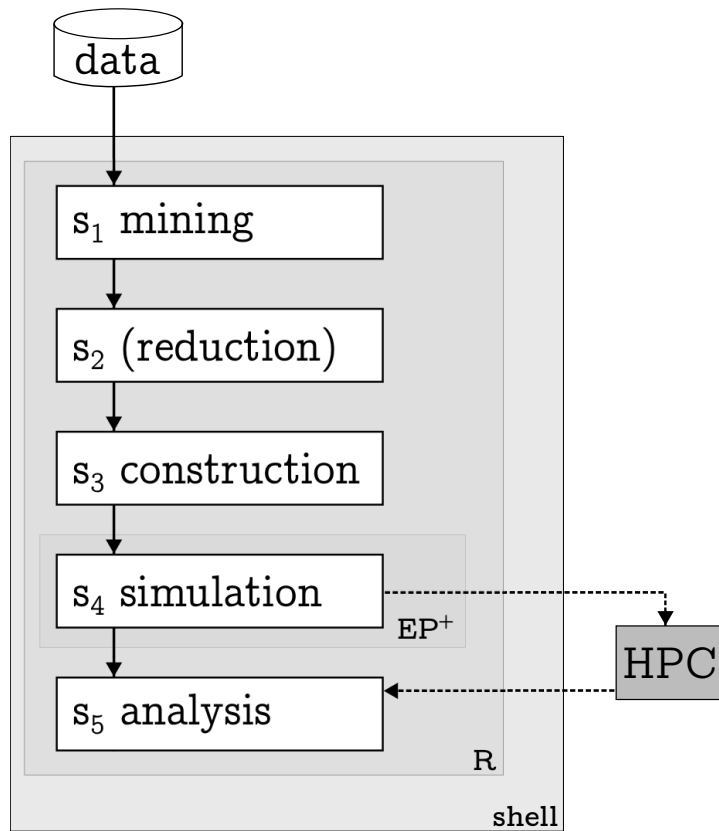 data
s₁ mining
s₂ (reduction)
s₃ construction
s₄ simulation
EP⁺
HPC
s₅ analysis
R
shell